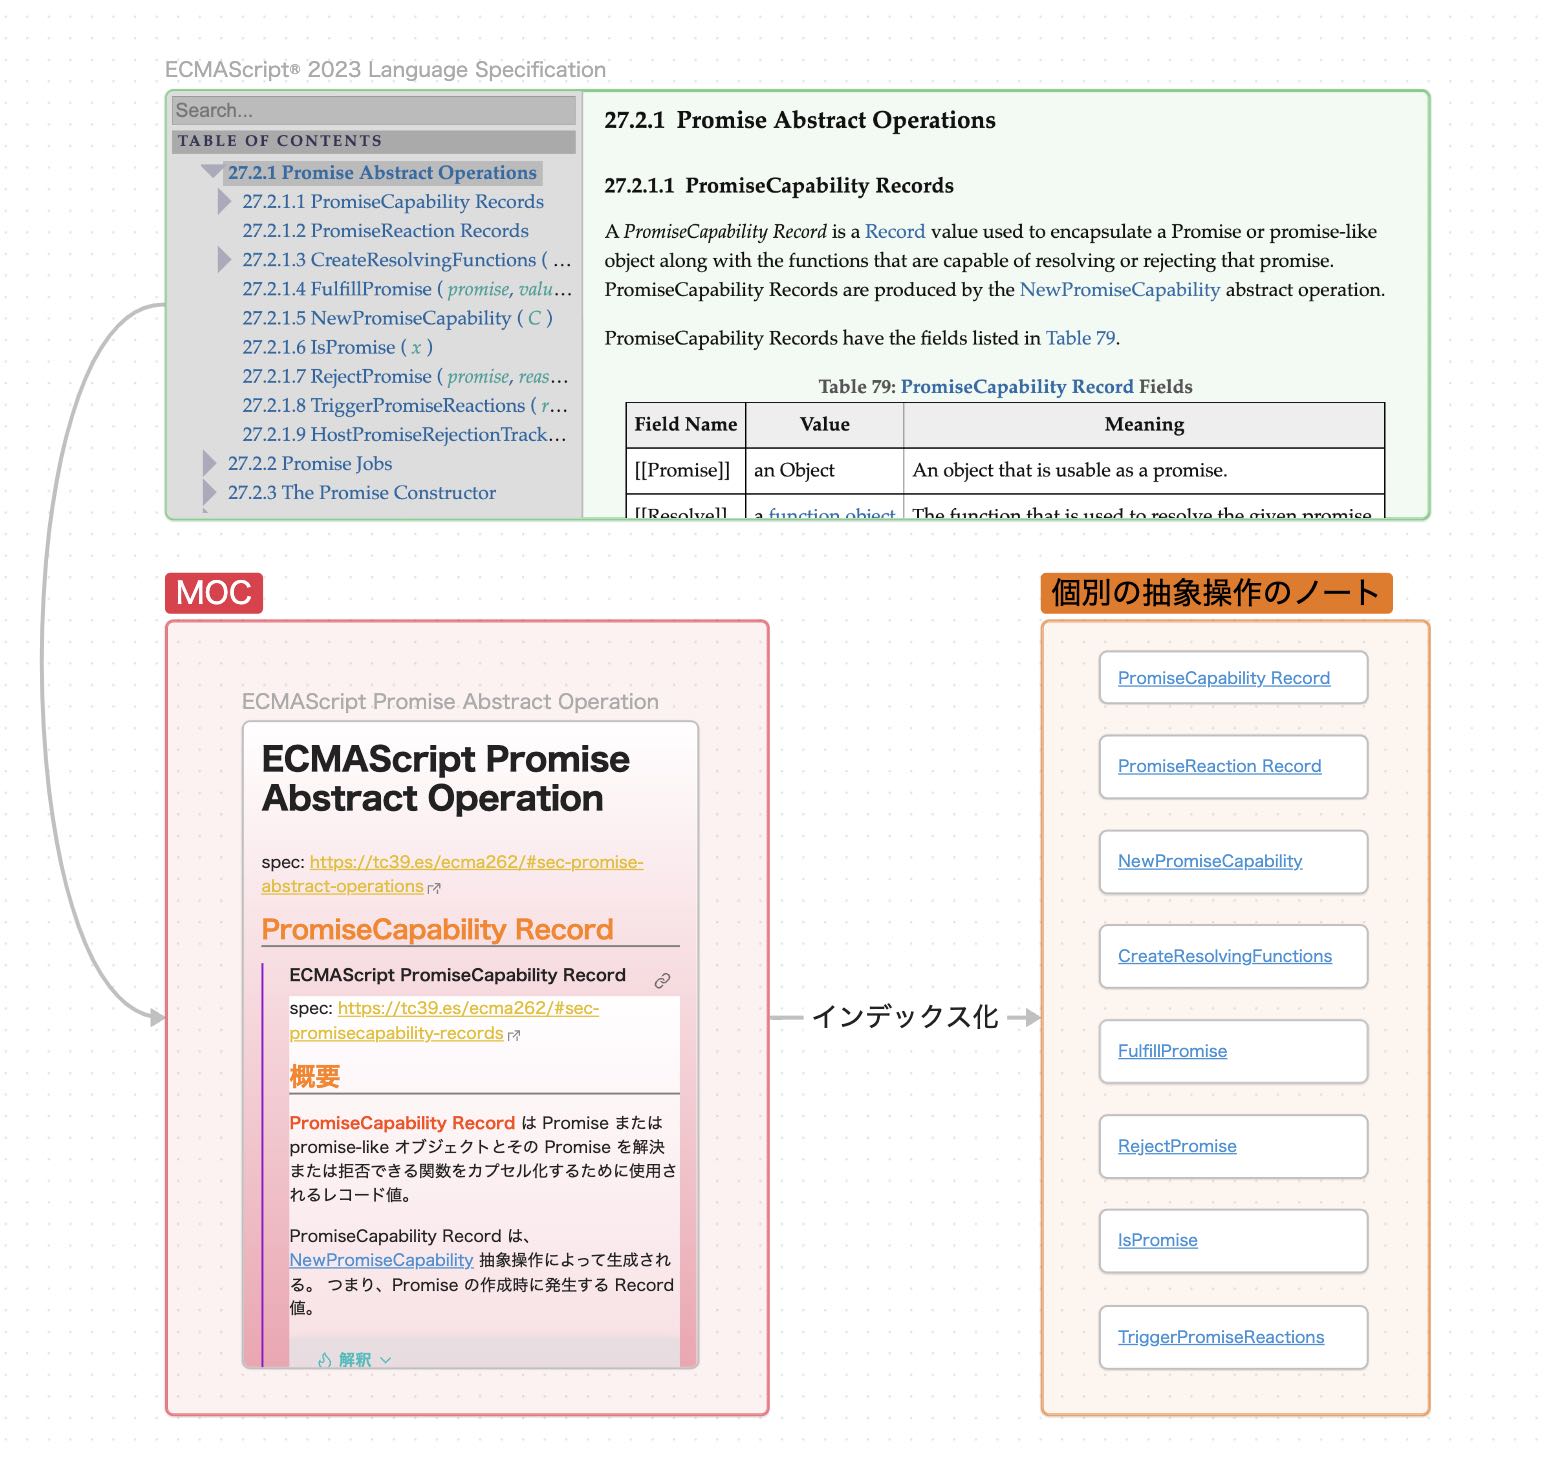 ECMAScript® 2023 Language Specification
Search...
TABLE OF CONTENTS
27.2.1 Promise Abstract Operations
27.2.1.1 PromiseCapability Records
27.2.1.2 PromiseReaction Records
27.2.1.3 CreateResolvingFunctions ( …
27.2.1.4 FulfillPromise ( promise, valu…
27.2.1.5 NewPromiseCapability ( C )
27.2.1.6 IsPromise ( x )
27.2.1.7 RejectPromise ( promise, reas…
27.2.1.8 TriggerPromiseReactions ( r…
27.2.1.9 HostPromiseRejectionTrack…
27.2.2 Promise Jobs
27.2.3 The Promise Constructor
27.2.1 Promise Abstract Operations
27.2.1.1 PromiseCapability Records
A PromiseCapability Record is a Record value used to encapsulate a Promise or promise-like
object along with the functions that are capable of resolving or rejecting that promise.
PromiseCapability Records are produced by the NewPromiseCapability abstract operation.
PromiseCapability Records have the fields listed in Table 79.
Table 79: PromiseCapability Record Fields
Field Name Value Meaning
[[Promise]] an Object An object that is usable as a promise.
[[Resolve]] a function object The function that is used to resolve the given promise.
MOC
ECMAScript Promise Abstract Operation
ECMAScript Promise
Abstract Operation
spec: https://tc39.es/ecma262/#sec-promise-
abstract-operations
PromiseCapability Record
ECMAScript PromiseCapability Record
spec: https://tc39.es/ecma262/#sec-
promisecapability-records
概要
PromiseCapability Record は Promise または
promise-like オブジェクトとその Promise を解決
または拒否できる関数をカプセル化するために使用さ
れるレコード値。
PromiseCapability Record は、
NewPromiseCapability 抽象操作によって生成され
る。 つまり、Promise の作成時に発生する Record
値。
解釈
インデックス化
個別の抽象操作のノート
PromiseCapability Record
PromiseReaction Record
NewPromiseCapability
CreateResolvingFunctions
FulfillPromise
RejectPromise
IsPromise
TriggerPromiseReactions